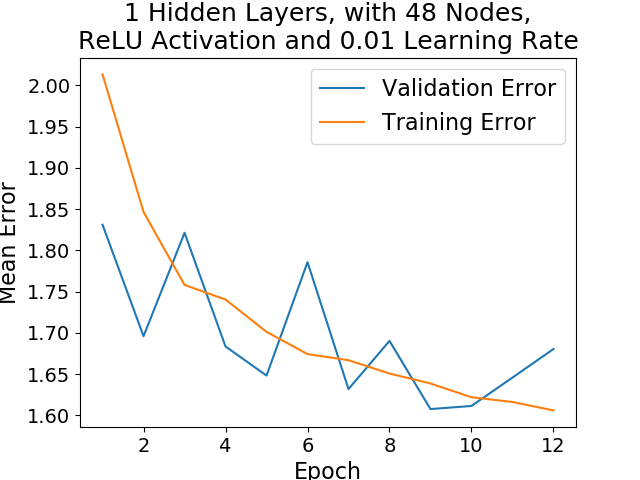 1 Hidden Layers, with 48 Nodes,
ReLU Activation and 0.01 Learning Rate
Validation Error
Training Error
Mean Error
2.00
1.95
1.90
1.85
1.80
1.75
1.70
1.65
1.60
2 4 6 8 10 12
Epoch